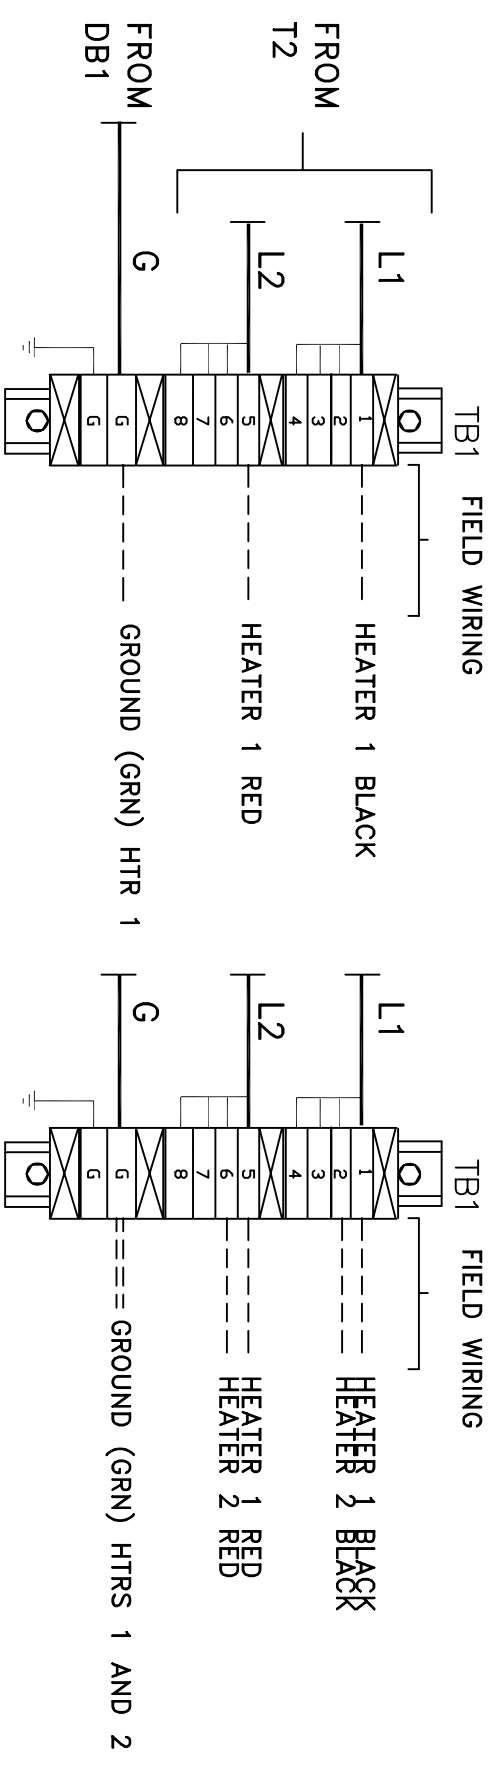 TB1
FIELD WIRING
FROM
T2
L1
1
HEATER 1 BLACK
2
3
4
L2
5
HEATER 1 RED
6
7
8
FROM
DB1
G
G
GROUND (GRN) HTR 1
G
TB1
FIELD WIRING
L1
1
HEATER 1 BLACK
2
HEATER 2 BLACK
3
4
L2
5
HEATER 1 RED
6
HEATER 2 RED
7
8
G
G
GROUND (GRN) HTRS 1 AND 2
G